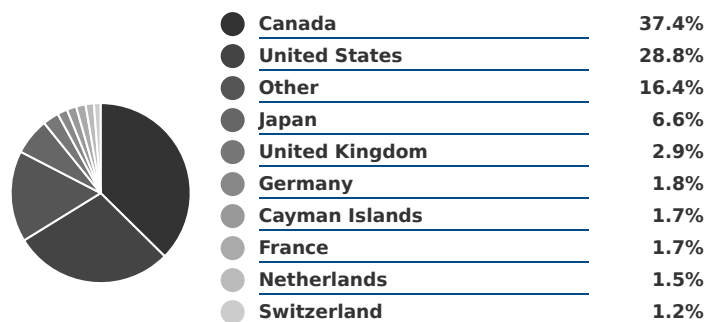 Canada 37.4%
United States 28.8%
Other 16.4%
Japan 6.6%
United Kingdom 2.9%
Germany 1.8%
Cayman Islands 1.7%
France 1.7%
Netherlands 1.5%
Switzerland 1.2%